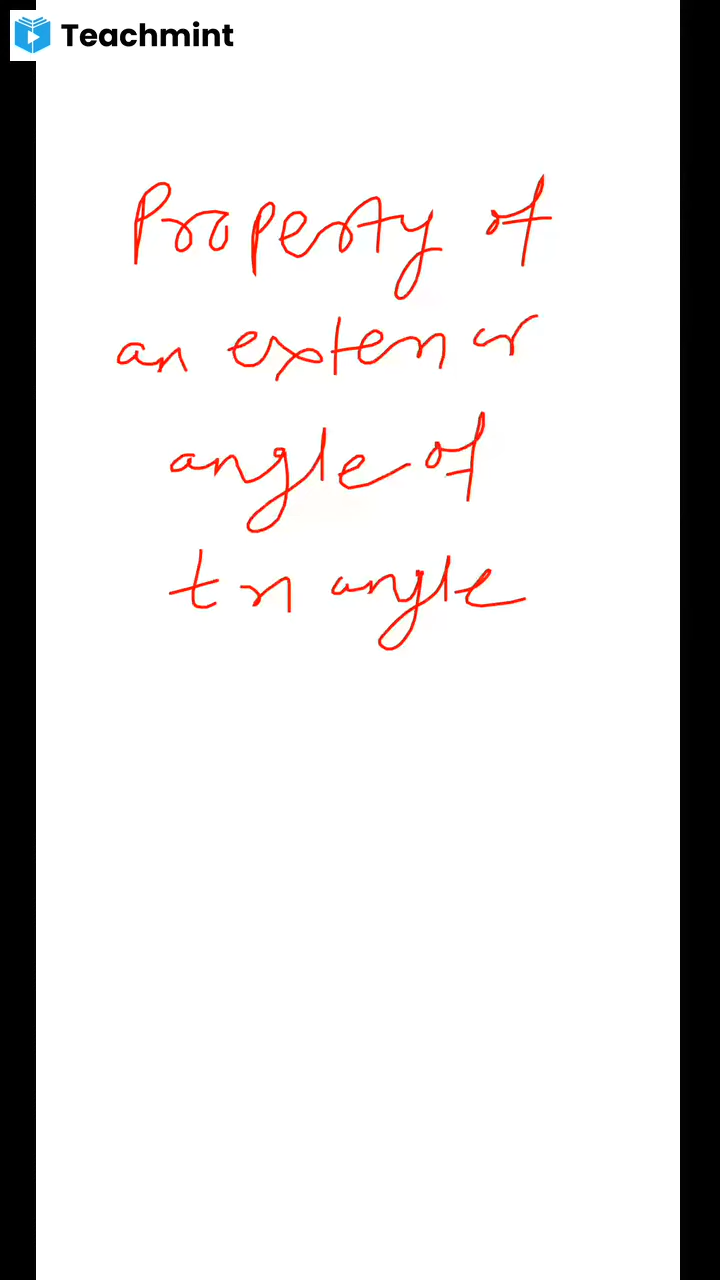 Teachmint
Property of
an exterior
angle of
triangle